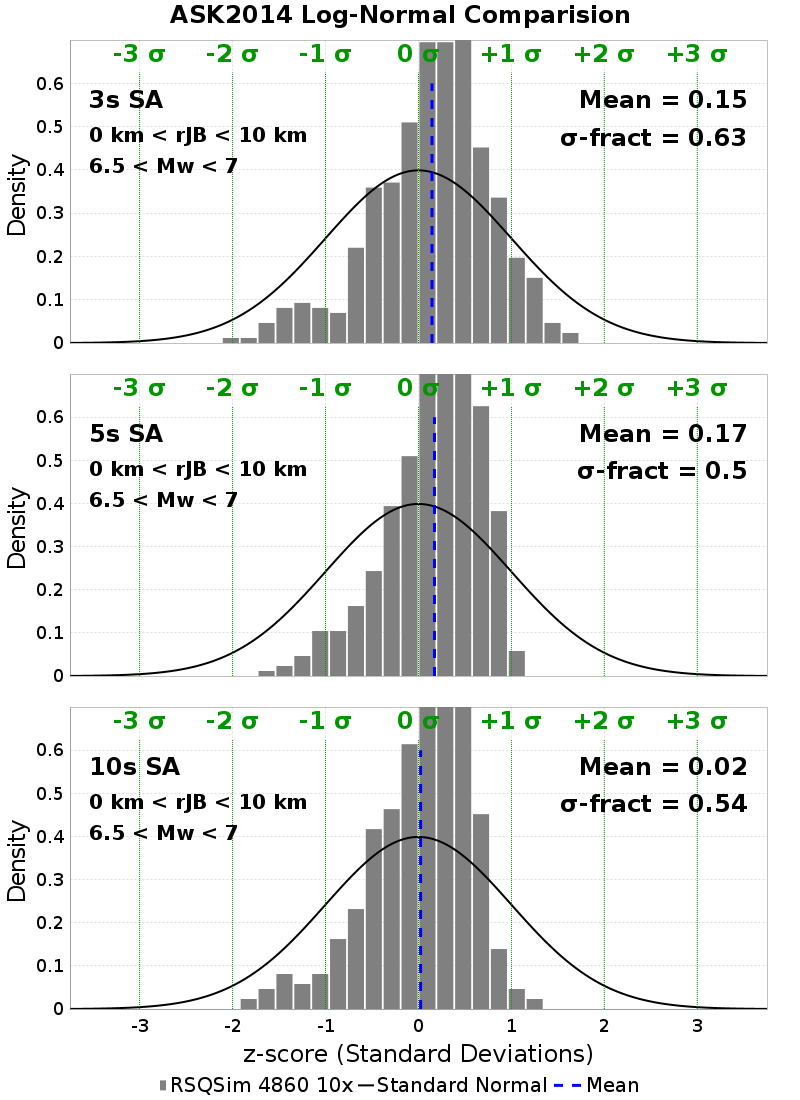 ASK2014 Log-Normal Comparision
-3 σ -2 σ -1 σ 0 σ +1 σ +2 σ +3 σ
3s SA
0 km < rJB < 10 km
6.5 < Mw < 7
Mean = 0.15
σ-fract = 0.63
Density
0.6
0.5
0.4
0.3
0.2
0.1
0
-3 σ -2 σ -1 σ 0 σ +1 σ +2 σ +3 σ
5s SA
0 km < rJB < 10 km
6.5 < Mw < 7
Mean = 0.17
σ-fract = 0.5
Density
0.6
0.5
0.4
0.3
0.2
0.1
0
-3 σ -2 σ -1 σ 0 σ +1 σ +2 σ +3 σ
10s SA
0 km < rJB < 10 km
6.5 < Mw < 7
Mean = 0.02
σ-fract = 0.54
Density
0.6
0.5
0.4
0.3
0.2
0.1
0
-3 -2 -1 0 1 2 3
z-score (Standard Deviations)
RSQSim 4860 10x Standard Normal Mean